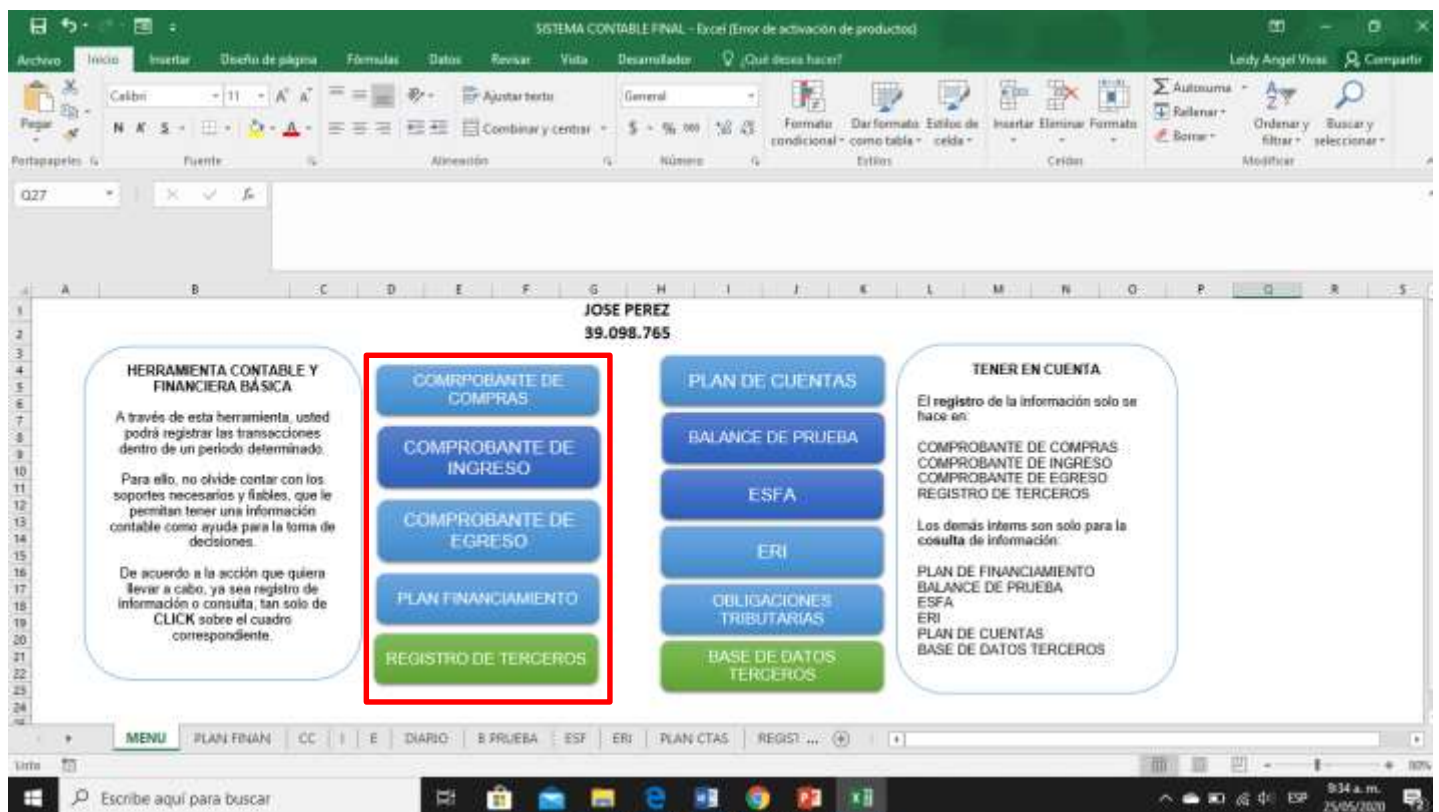 SISTEMA CONTABLE FINAL - Excel (Error de activación de productos)
Archivo Inicio Insertar Diseño de página Fórmulas Datos Revisar Vista Desarrollador ¿Qué desea hacer? Leidy Angel Vivas Compartir
Pegar
Calibri 11
N K S
Ajustar texto
Combinar y centrar
General
$ % 000
Formato condicional
Dar formato como tabla
Estilos de celda
Insertar Eliminar Formato
Autosuma
Rellenar
Borrar
Ordenar y filtrar
Buscar y seleccionar
Portapapeles Fuente Alineación Número Estilos Celdas Modificar
Q27
A B C D E F G H I J K L M N O P Q R S
JOSE PEREZ
39.098.765
HERRAMIENTA CONTABLE Y
FINANCIERA BÁSICA
A través de esta herramienta, usted
podrá registrar las transacciones
dentro de un periodo determinado.
Para ello, no olvide contar con los
soportes necesarios y fiables, que le
permitan tener una información
contable como ayuda para la toma de
decisiones.
De acuerdo a la acción que quiera
llevar a cabo, ya sea registro de
información o consulta, tan solo de
CLICK sobre el cuadro
correspondiente.
COMRPOBANTE DE
COMPRAS
COMPROBANTE DE
INGRESO
COMPROBANTE DE
EGRESO
PLAN FINANCIAMIENTO
REGISTRO DE TERCEROS
PLAN DE CUENTAS
BALANCE DE PRUEBA
ESFA
ERI
OBLIGACIONES
TRIBUTARIAS
BASE DE DATOS
TERCEROS
TENER EN CUENTA
El registro de la información solo se
hace en:
COMPROBANTE DE COMPRAS
COMPROBANTE DE INGRESO
COMPROBANTE DE EGRESO
REGISTRO DE TERCEROS
Los demás interns son solo para la
cosulta de información:
PLAN DE FINANCIAMIENTO
BALANCE DE PRUEBA
ESFA
ERI
PLAN DE CUENTAS
BASE DE DATOS TERCEROS
MENU PLAN FINAN CC I E DIARIO B PRUEBA ESF ERI PLAN CTAS REGIST ...
Listo
Escribe aquí para buscar
ESP
9:34 a. m.
25/05/2020